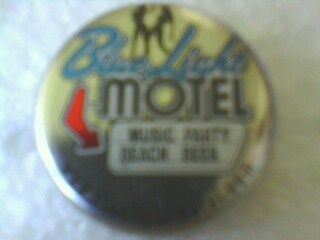 Blue Light
MOTEL
MUSIC PARTY
BEACH BEER